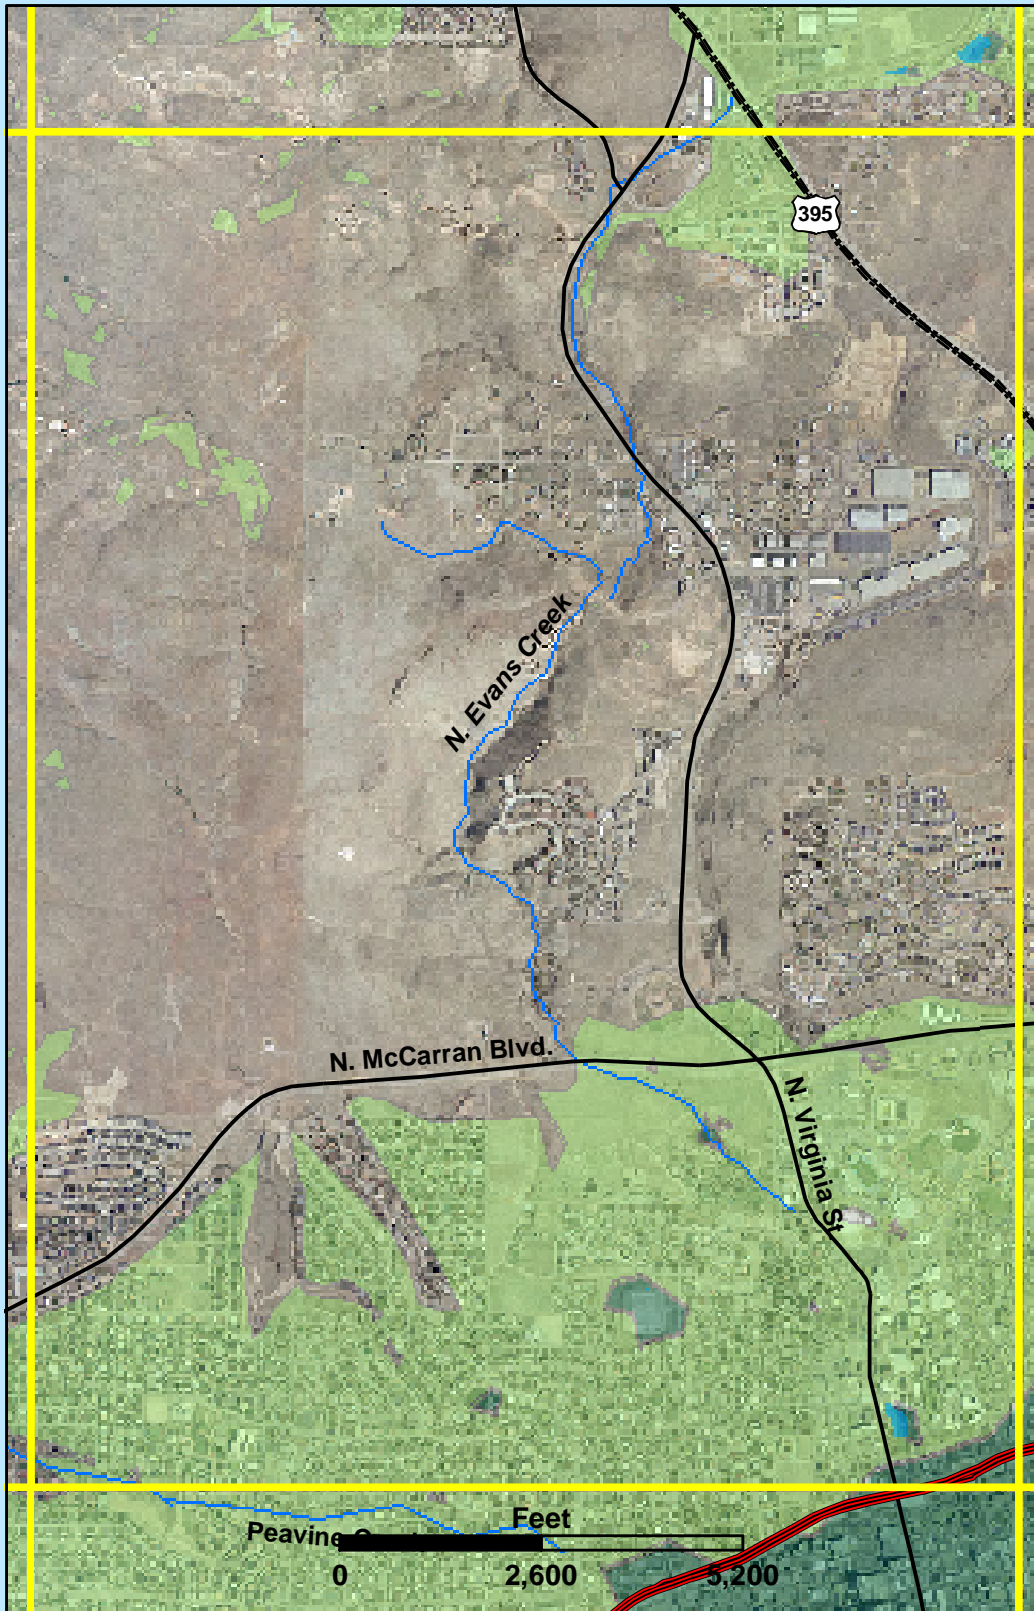 395
N. Evans Creek
N. McCarran Blvd.
N. Virginia St
Feet
Peavine
0 2,600 5,200